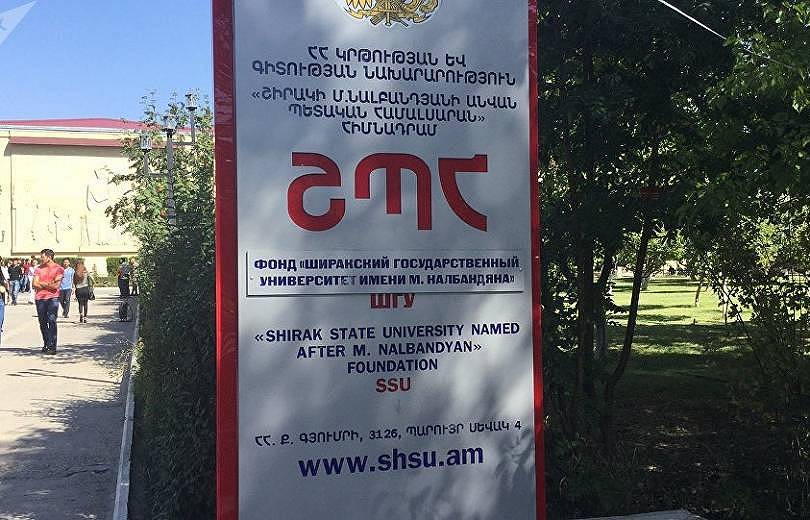 ՀՀ ԿՐԹՈՒԹՅԱՆ ԵՎ
ԳԻՏՈՒԹՅԱՆ ՆԱԽԱՐԱՐՈՒԹՅՈՒՆ
«ՇԻՐԱԿԻ Մ.ՆԱԼԲԱՆԴՅԱՆԻ ԱՆՎԱՆ
ՊԵՏԱԿԱՆ ՀԱՄԱԼՍԱՐԱՆ»
ՀԻՄՆԱԴՐԱՄ
ՇՊՀ
ФОНД «ШИРАКСКИЙ ГОСУДАРСТВЕННЫЙ
УНИВЕРСИТЕТ ИМЕНИ М. НАЛБАНДЯНА»
ШГУ
«SHIRAK STATE UNIVERSITY NAMED
AFTER M. NALBANDYAN»
FOUNDATION
SSU
ՀՀ. Ք. ԳՅՈՒՄՐԻ, 3126, ՊԱՐՈՒՅՐ ՍԵՎԱԿ 4
www.shsu.am